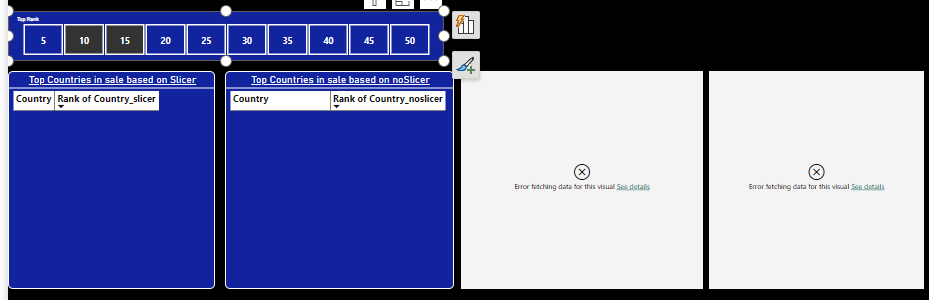 Top Rank
5 10 15 20 25 30 35 40 45 50
Top Countries in sale based on Slicer
Top Countries in sale based on noSlicer
Country Rank of Country_slicer
Country Rank of Country_noslicer
Error fetching data for this visual See details
Error fetching data for this visual See details